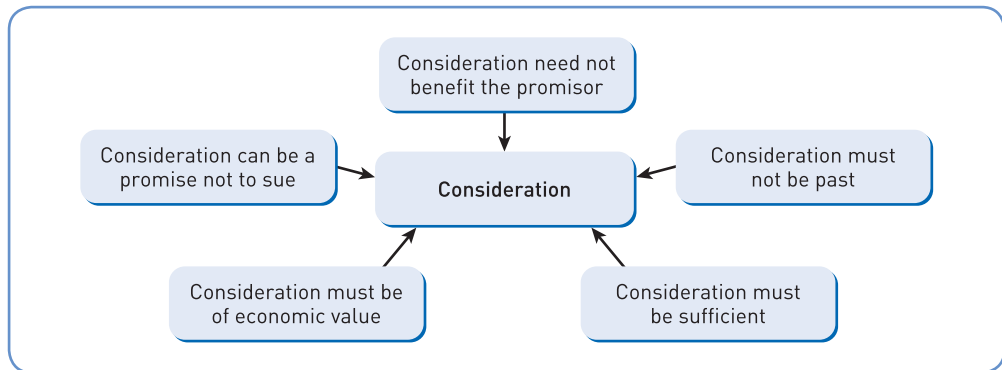 Consideration need not
benefit the promisor
Consideration can be a
promise not to sue
Consideration
Consideration must
not be past
Consideration must be
of economic value
Consideration must
be sufficient